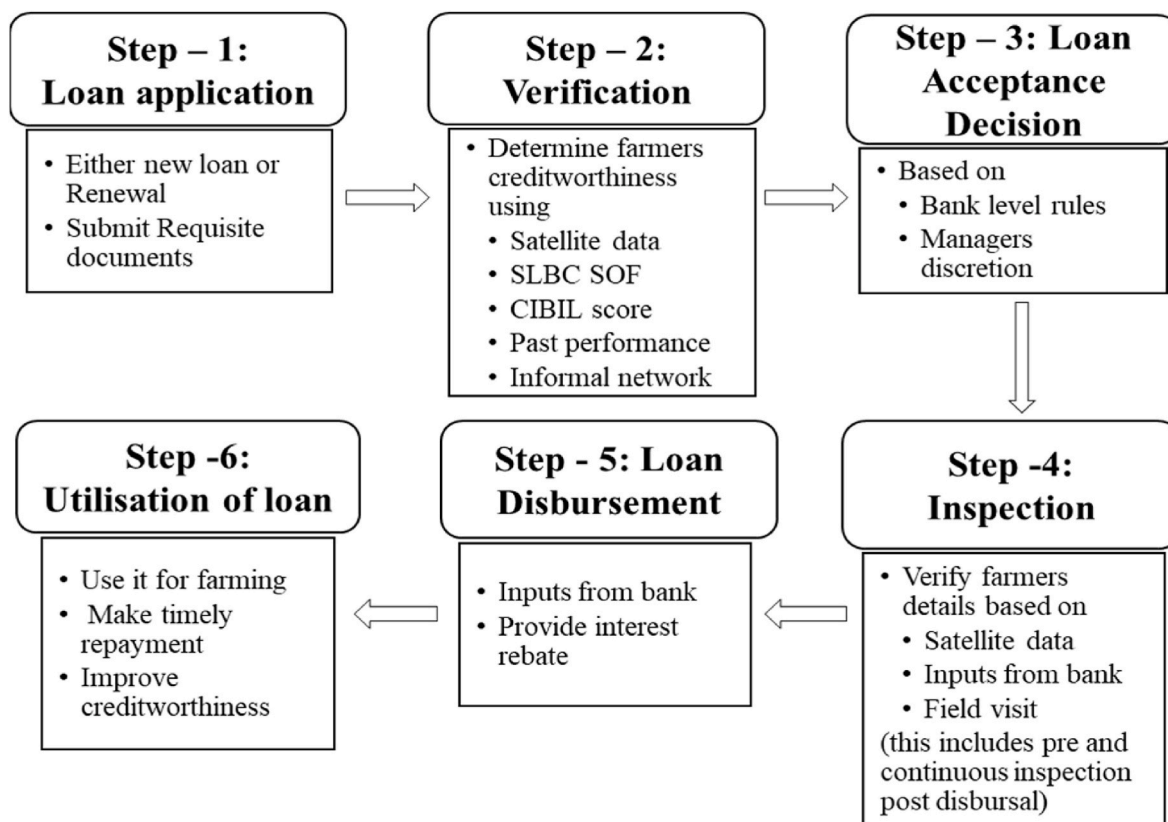 Step – 1:
Loan application
• Either new loan or
Renewal
• Submit Requisite
documents
Step – 2:
Verification
• Determine farmers
creditworthiness
using
• Satellite data
• SLBC SOF
• CIBIL score
• Past performance
• Informal network
Step – 3: Loan
Acceptance
Decision
• Based on
• Bank level rules
• Managers
discretion
Step -4:
Inspection
• Verify farmers
details based on
• Satellite data
• Inputs from bank
• Field visit
(this includes pre and
continuous inspection
post disbursal)
Step - 5: Loan
Disbursement
• Inputs from bank
• Provide interest
rebate
Step -6:
Utilisation of loan
• Use it for farming
• Make timely
repayment
• Improve
creditworthiness